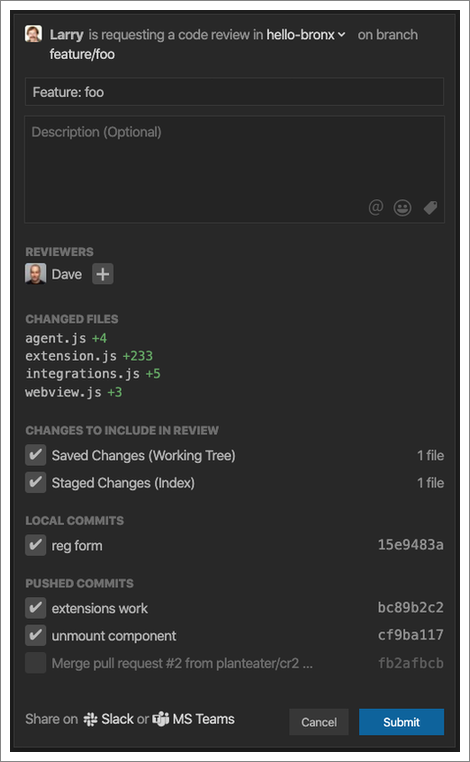 Larry is requesting a code review in hello-bronx on branch
feature/foo
Feature: foo
Description (Optional)
@
REVIEWERS
Dave
CHANGED FILES
agent.js +4
extension.js +233
integrations.js +5
webview.js +3
CHANGES TO INCLUDE IN REVIEW
Saved Changes (Working Tree) 1 file
Staged Changes (Index) 1 file
LOCAL COMMITS
reg form 15e9483a
PUSHED COMMITS
extensions work bc89b2c2
unmount component cf9ba117
Merge pull request #2 from planteater/cr2 ... fb2afbcb
Share on Slack or MS Teams Cancel Submit